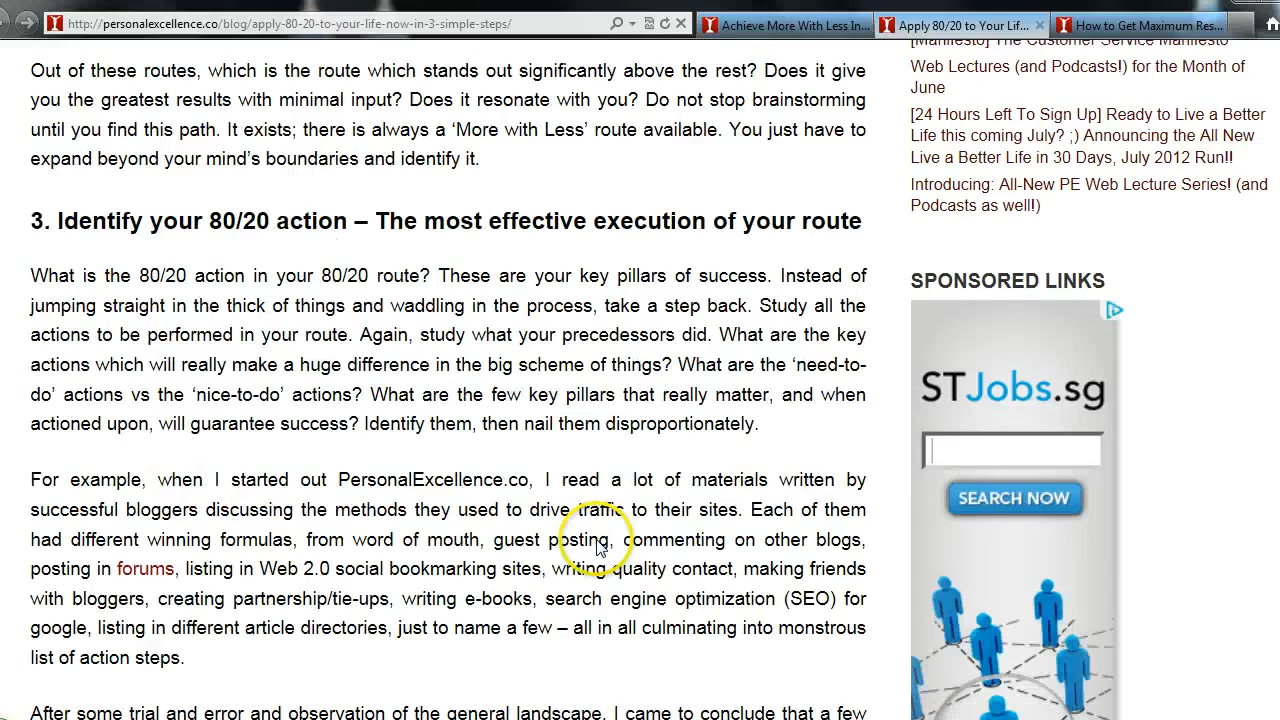 http://personalexcellence.co/blog/apply-80-20-to-your-life-now-in-3-simple-steps/
Achieve More With Less In...
Apply 80/20 to Your Lif...
How to Get Maximum Res...
Out of these routes, which is the route which stands out significantly above the rest? Does it give
you the greatest results with minimal input? Does it resonate with you? Do not stop brainstorming
until you find this path. It exists; there is always a ‘More with Less’ route available. You just have to
expand beyond your mind’s boundaries and identify it.
3. Identify your 80/20 action – The most effective execution of your route
What is the 80/20 action in your 80/20 route? These are your key pillars of success. Instead of
jumping straight in the thick of things and waddling in the process, take a step back. Study all the
actions to be performed in your route. Again, study what your precedessors did. What are the key
actions which will really make a huge difference in the big scheme of things? What are the ‘need-to-
do’ actions vs the ‘nice-to-do’ actions? What are the few key pillars that really matter, and when
actioned upon, will guarantee success? Identify them, then nail them disproportionately.
For example, when I started out PersonalExcellence.co, I read a lot of materials written by
successful bloggers discussing the methods they used to drive traffic to their sites. Each of them
had different winning formulas, from word of mouth, guest posting, commenting on other blogs,
posting in forums, listing in Web 2.0 social bookmarking sites, writing quality contact, making friends
with bloggers, creating partnership/tie-ups, writing e-books, search engine optimization (SEO) for
google, listing in different article directories, just to name a few – all in all culminating into monstrous
list of action steps.
After some trial and error and observation of the general landscape, I came to conclude that a few
[Manifesto] The Customer Service Manifesto
Web Lectures (and Podcasts!) for the Month of
June
[24 Hours Left To Sign Up] Ready to Live a Better
Life this coming July? ;) Announcing the All New
Live a Better Life in 30 Days, July 2012 Run!!
Introducing: All-New PE Web Lecture Series! (and
Podcasts as well!)
SPONSORED LINKS
STJobs.sg
SEARCH NOW